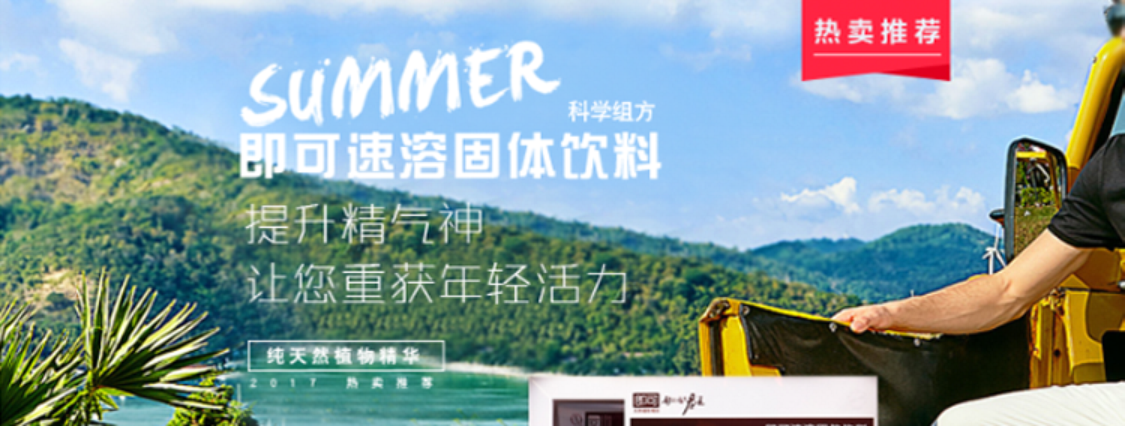 热卖推荐
SUMMER
科学组方
即可速溶固体饮料
提升精气神
让您重获年轻活力
纯天然植物精华
2017 热卖推荐